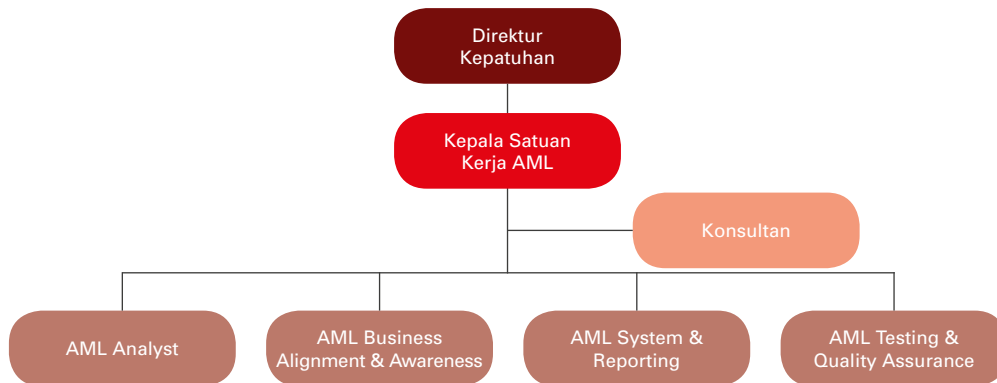 Direktur
Kepatuhan
Kepala Satuan
Kerja AML
Konsultan
AML Analyst
AML Business
Alignment & Awareness
AML System &
Reporting
AML Testing &
Quality Assurance